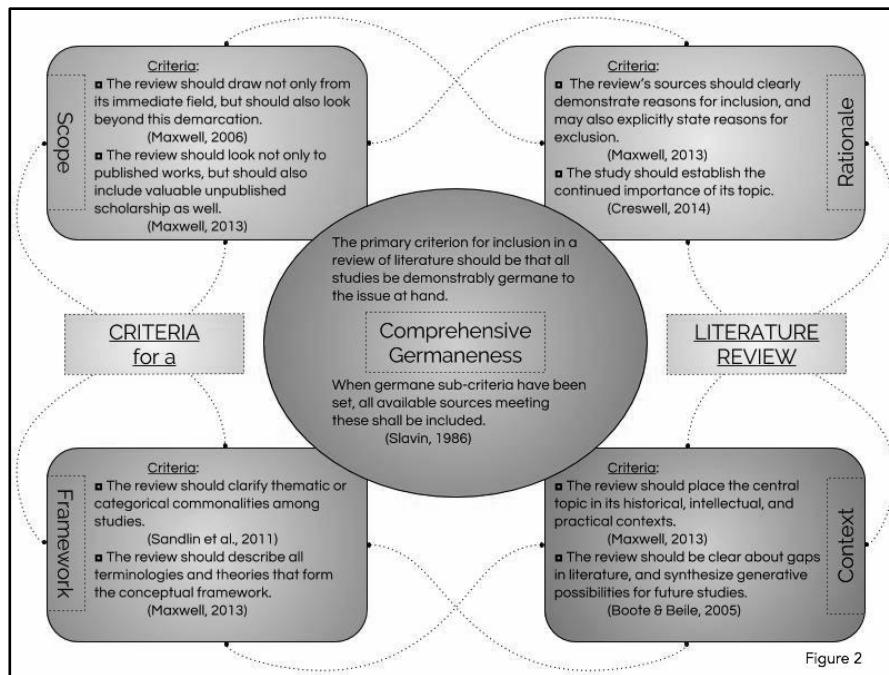 Scope
Criteria:
◘ The review should draw not only from
its immediate field, but should also look
beyond this demarcation.
(Maxwell, 2006)
◘ The review should look not only to
published works, but should also
include valuable unpublished
scholarship as well.
(Maxwell, 2013)
Criteria:
◘ The review's sources should clearly
demonstrate reasons for inclusion, and
may also explicitly state reasons for
exclusion.
(Maxwell, 2013)
◘ The study should establish the
continued importance of its topic.
(Creswell, 2014)
Rationale
CRITERIA
for a
The primary criterion for inclusion in a
review of literature should be that all
studies be demonstrably germane to
the issue at hand.
Comprehensive
Germaneness
When germane sub-criteria have been
set, all available sources meeting
these shall be included.
(Slavin, 1986)
LITERATURE
REVIEW
Framework
Criteria:
◘ The review should clarify thematic or
categorical commonalities among
studies.
(Sandlin et al., 2011)
◘ The review should describe all
terminologies and theories that form
the conceptual framework.
(Maxwell, 2013)
Criteria:
◘ The review should place the central
topic in its historical, intellectual, and
practical contexts.
(Maxwell, 2013)
◘ The review should be clear about gaps
in literature, and synthesize generative
possibilities for future studies.
(Boote & Beile, 2005)
Context
Figure 2